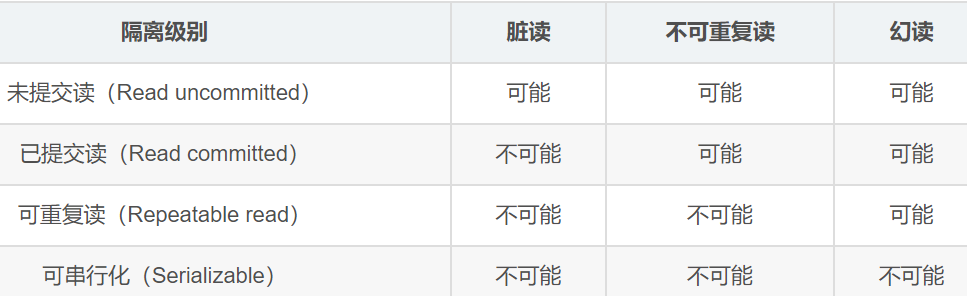 隔离级别 脏读 不可重复读 幻读
未提交读（Read uncommitted） 可能 可能 可能
已提交读（Read committed） 不可能 可能 可能
可重复读（Repeatable read） 不可能 不可能 可能
可串行化（Serializable） 不可能 不可能 不可能